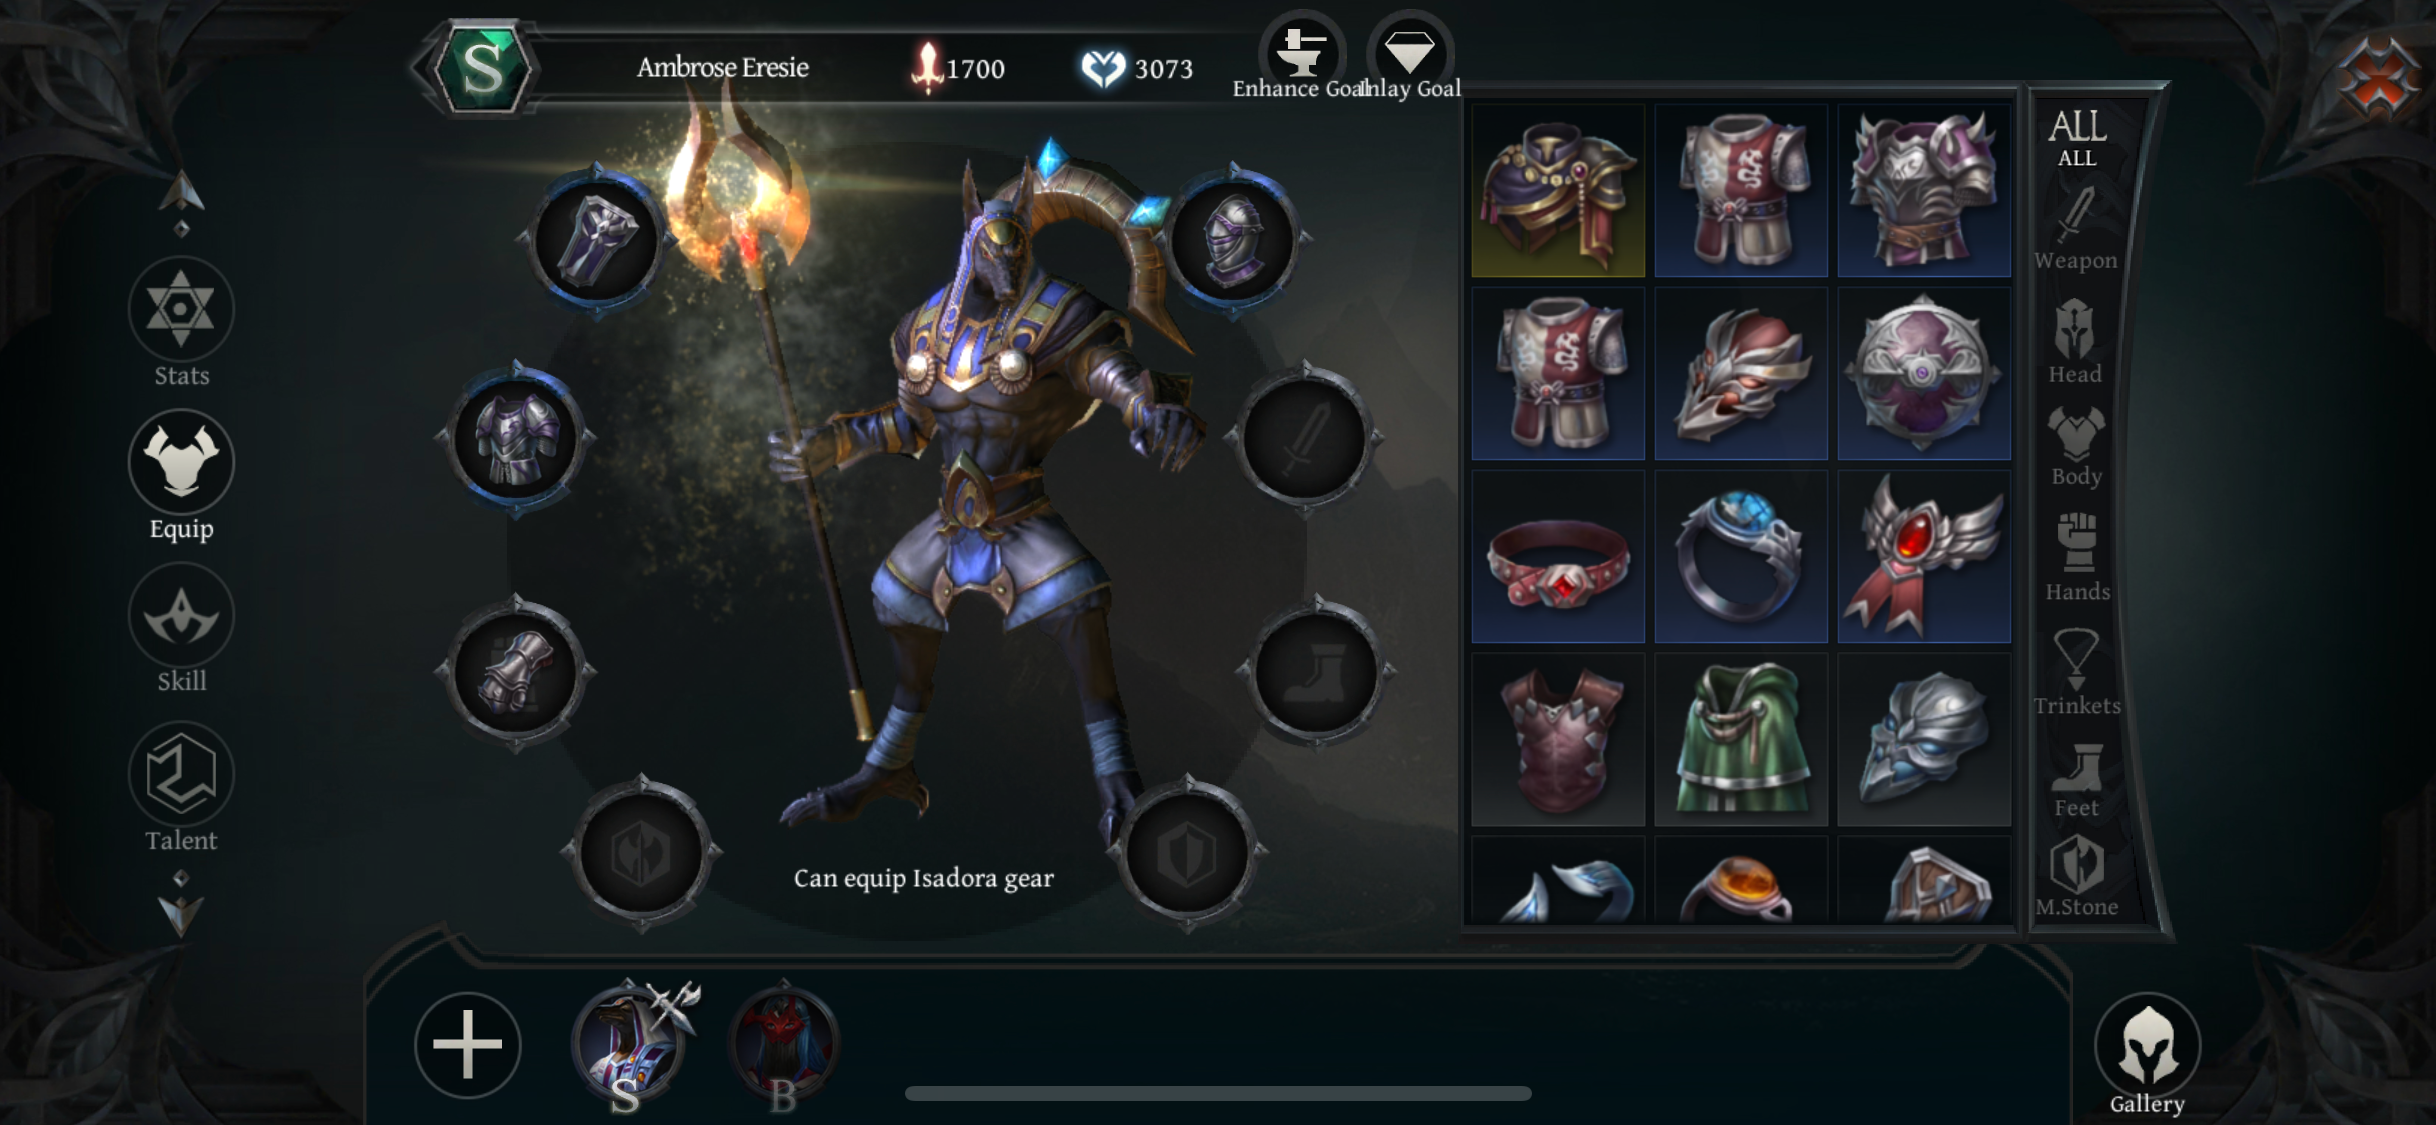 S
Ambrose Eresie
1700
3073
Enhance Goal
Inlay Goal
Stats
Equip
Skill
Talent
Can equip Isadora gear
ALL
ALL
Weapon
Head
Body
Hands
Trinkets
Feet
M.Stone
S
B
Gallery